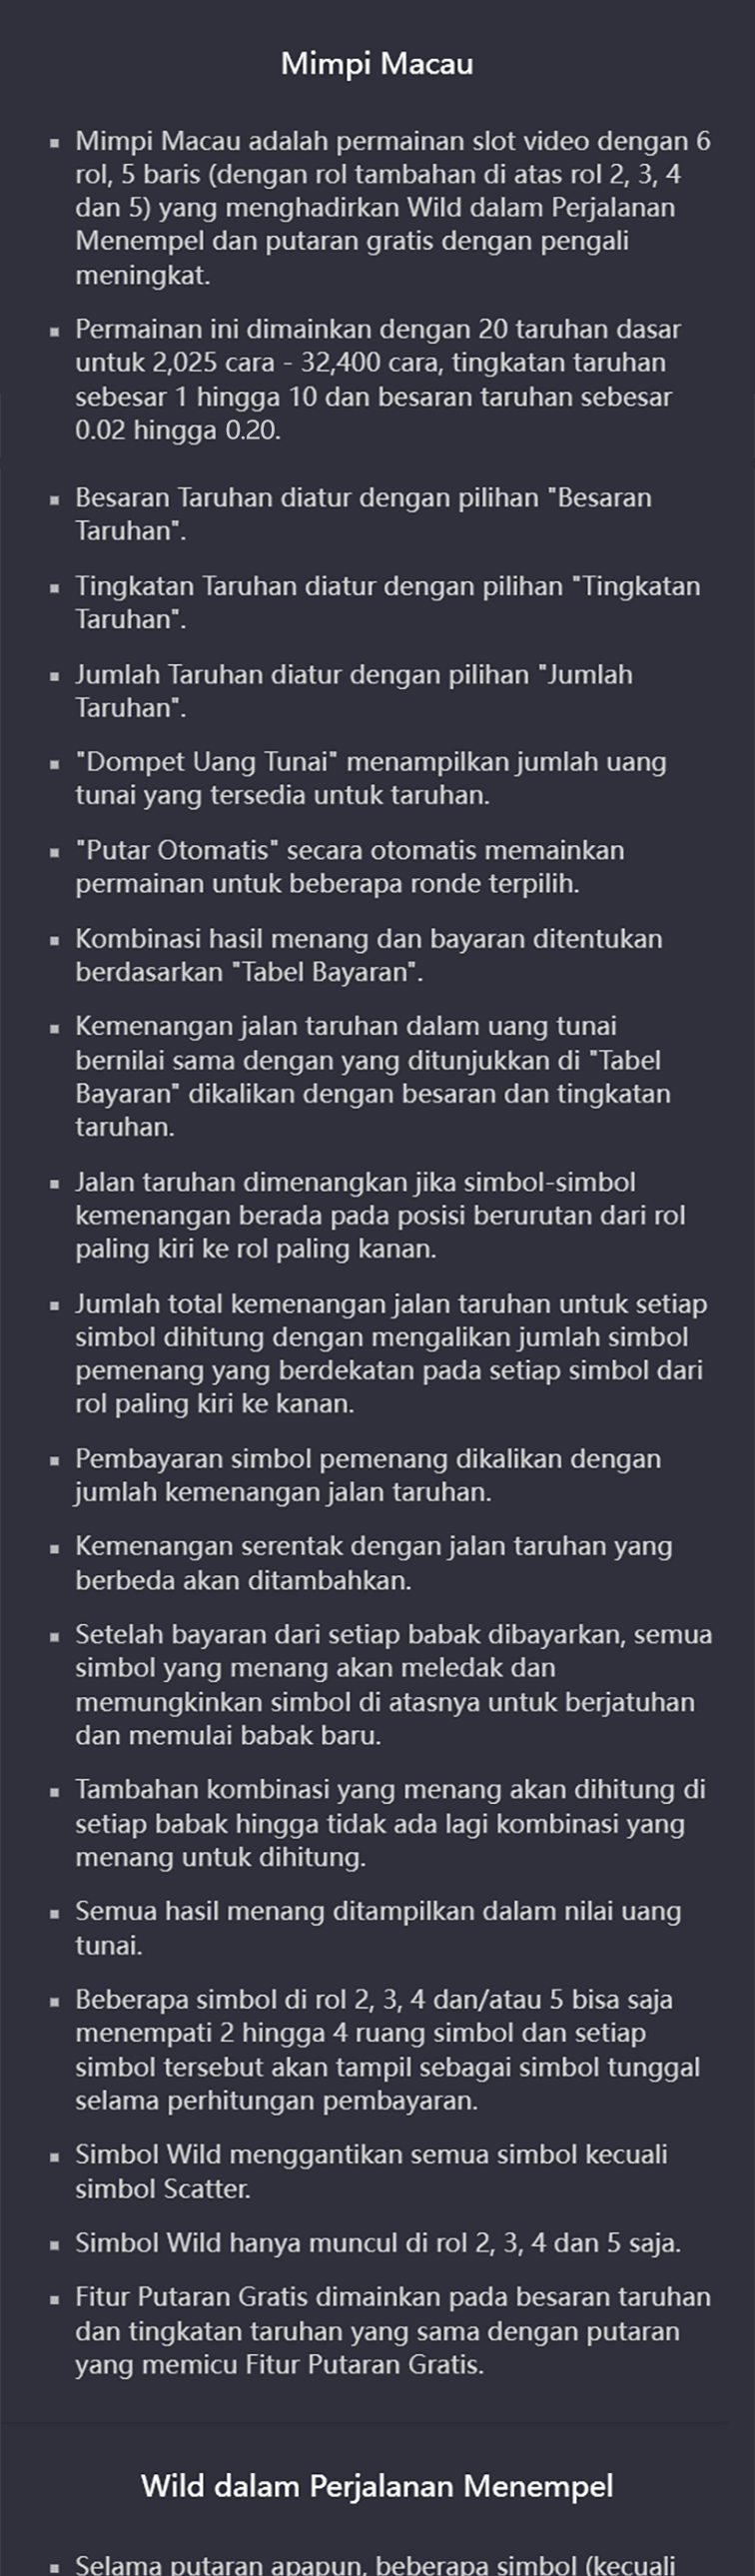 Mimpi Macau
▪ Mimpi Macau adalah permainan slot video dengan 6
rol, 5 baris (dengan rol tambahan di atas rol 2, 3, 4
dan 5) yang menghadirkan Wild dalam Perjalanan
Menempel dan putaran gratis dengan pengali
meningkat.
▪ Permainan ini dimainkan dengan 20 taruhan dasar
untuk 2,025 cara - 32,400 cara, tingkatan taruhan
sebesar 1 hingga 10 dan besaran taruhan sebesar
0.02 hingga 0.20.
▪ Besaran Taruhan diatur dengan pilihan "Besaran
Taruhan".
▪ Tingkatan Taruhan diatur dengan pilihan "Tingkatan
Taruhan".
▪ Jumlah Taruhan diatur dengan pilihan "Jumlah
Taruhan".
▪ "Dompet Uang Tunai" menampilkan jumlah uang
tunai yang tersedia untuk taruhan.
▪ "Putar Otomatis" secara otomatis memainkan
permainan untuk beberapa ronde terpilih.
▪ Kombinasi hasil menang dan bayaran ditentukan
berdasarkan "Tabel Bayaran".
▪ Kemenangan jalan taruhan dalam uang tunai
bernilai sama dengan yang ditunjukkan di "Tabel
Bayaran" dikalikan dengan besaran dan tingkatan
taruhan.
▪ Jalan taruhan dimenangkan jika simbol-simbol
kemenangan berada pada posisi berurutan dari rol
paling kiri ke rol paling kanan.
▪ Jumlah total kemenangan jalan taruhan untuk setiap
simbol dihitung dengan mengalikan jumlah simbol
pemenang yang berdekatan pada setiap simbol dari
rol paling kiri ke kanan.
▪ Pembayaran simbol pemenang dikalikan dengan
jumlah kemenangan jalan taruhan.
▪ Kemenangan serentak dengan jalan taruhan yang
berbeda akan ditambahkan.
▪ Setelah bayaran dari setiap babak dibayarkan, semua
simbol yang menang akan meledak dan
memungkinkan simbol di atasnya untuk berjatuhan
dan memulai babak baru.
▪ Tambahan kombinasi yang menang akan dihitung di
setiap babak hingga tidak ada lagi kombinasi yang
menang untuk dihitung.
▪ Semua hasil menang ditampilkan dalam nilai uang
tunai.
▪ Beberapa simbol di rol 2, 3, 4 dan/atau 5 bisa saja
menempati 2 hingga 4 ruang simbol dan setiap
simbol tersebut akan tampil sebagai simbol tunggal
selama perhitungan pembayaran.
▪ Simbol Wild menggantikan semua simbol kecuali
simbol Scatter.
▪ Simbol Wild hanya muncul di rol 2, 3, 4 dan 5 saja.
▪ Fitur Putaran Gratis dimainkan pada besaran taruhan
dan tingkatan taruhan yang sama dengan putaran
yang memicu Fitur Putaran Gratis.
Wild dalam Perjalanan Menempel
▪ Selama putaran apapun, beberapa simbol (kecuali